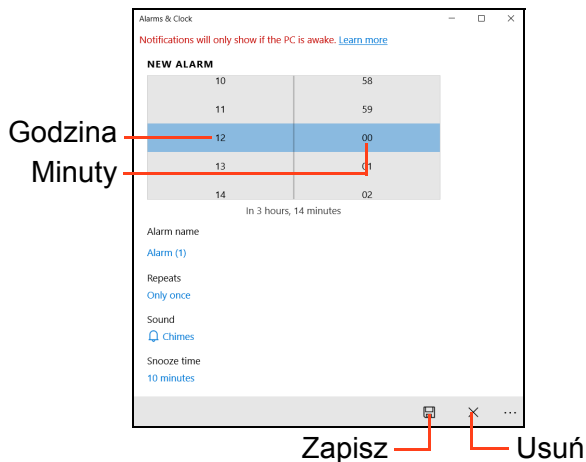 Alarms & Clock
Notifications will only show if the PC is awake. Learn more
NEW ALARM
10 58
11 59
Godzina 12 00
Minuty 13 01
14 02
In 3 hours, 14 minutes
Alarm name
Alarm (1)
Repeats
Only once
Sound
Chimes
Snooze time
10 minutes
...
Zapisz Usuń